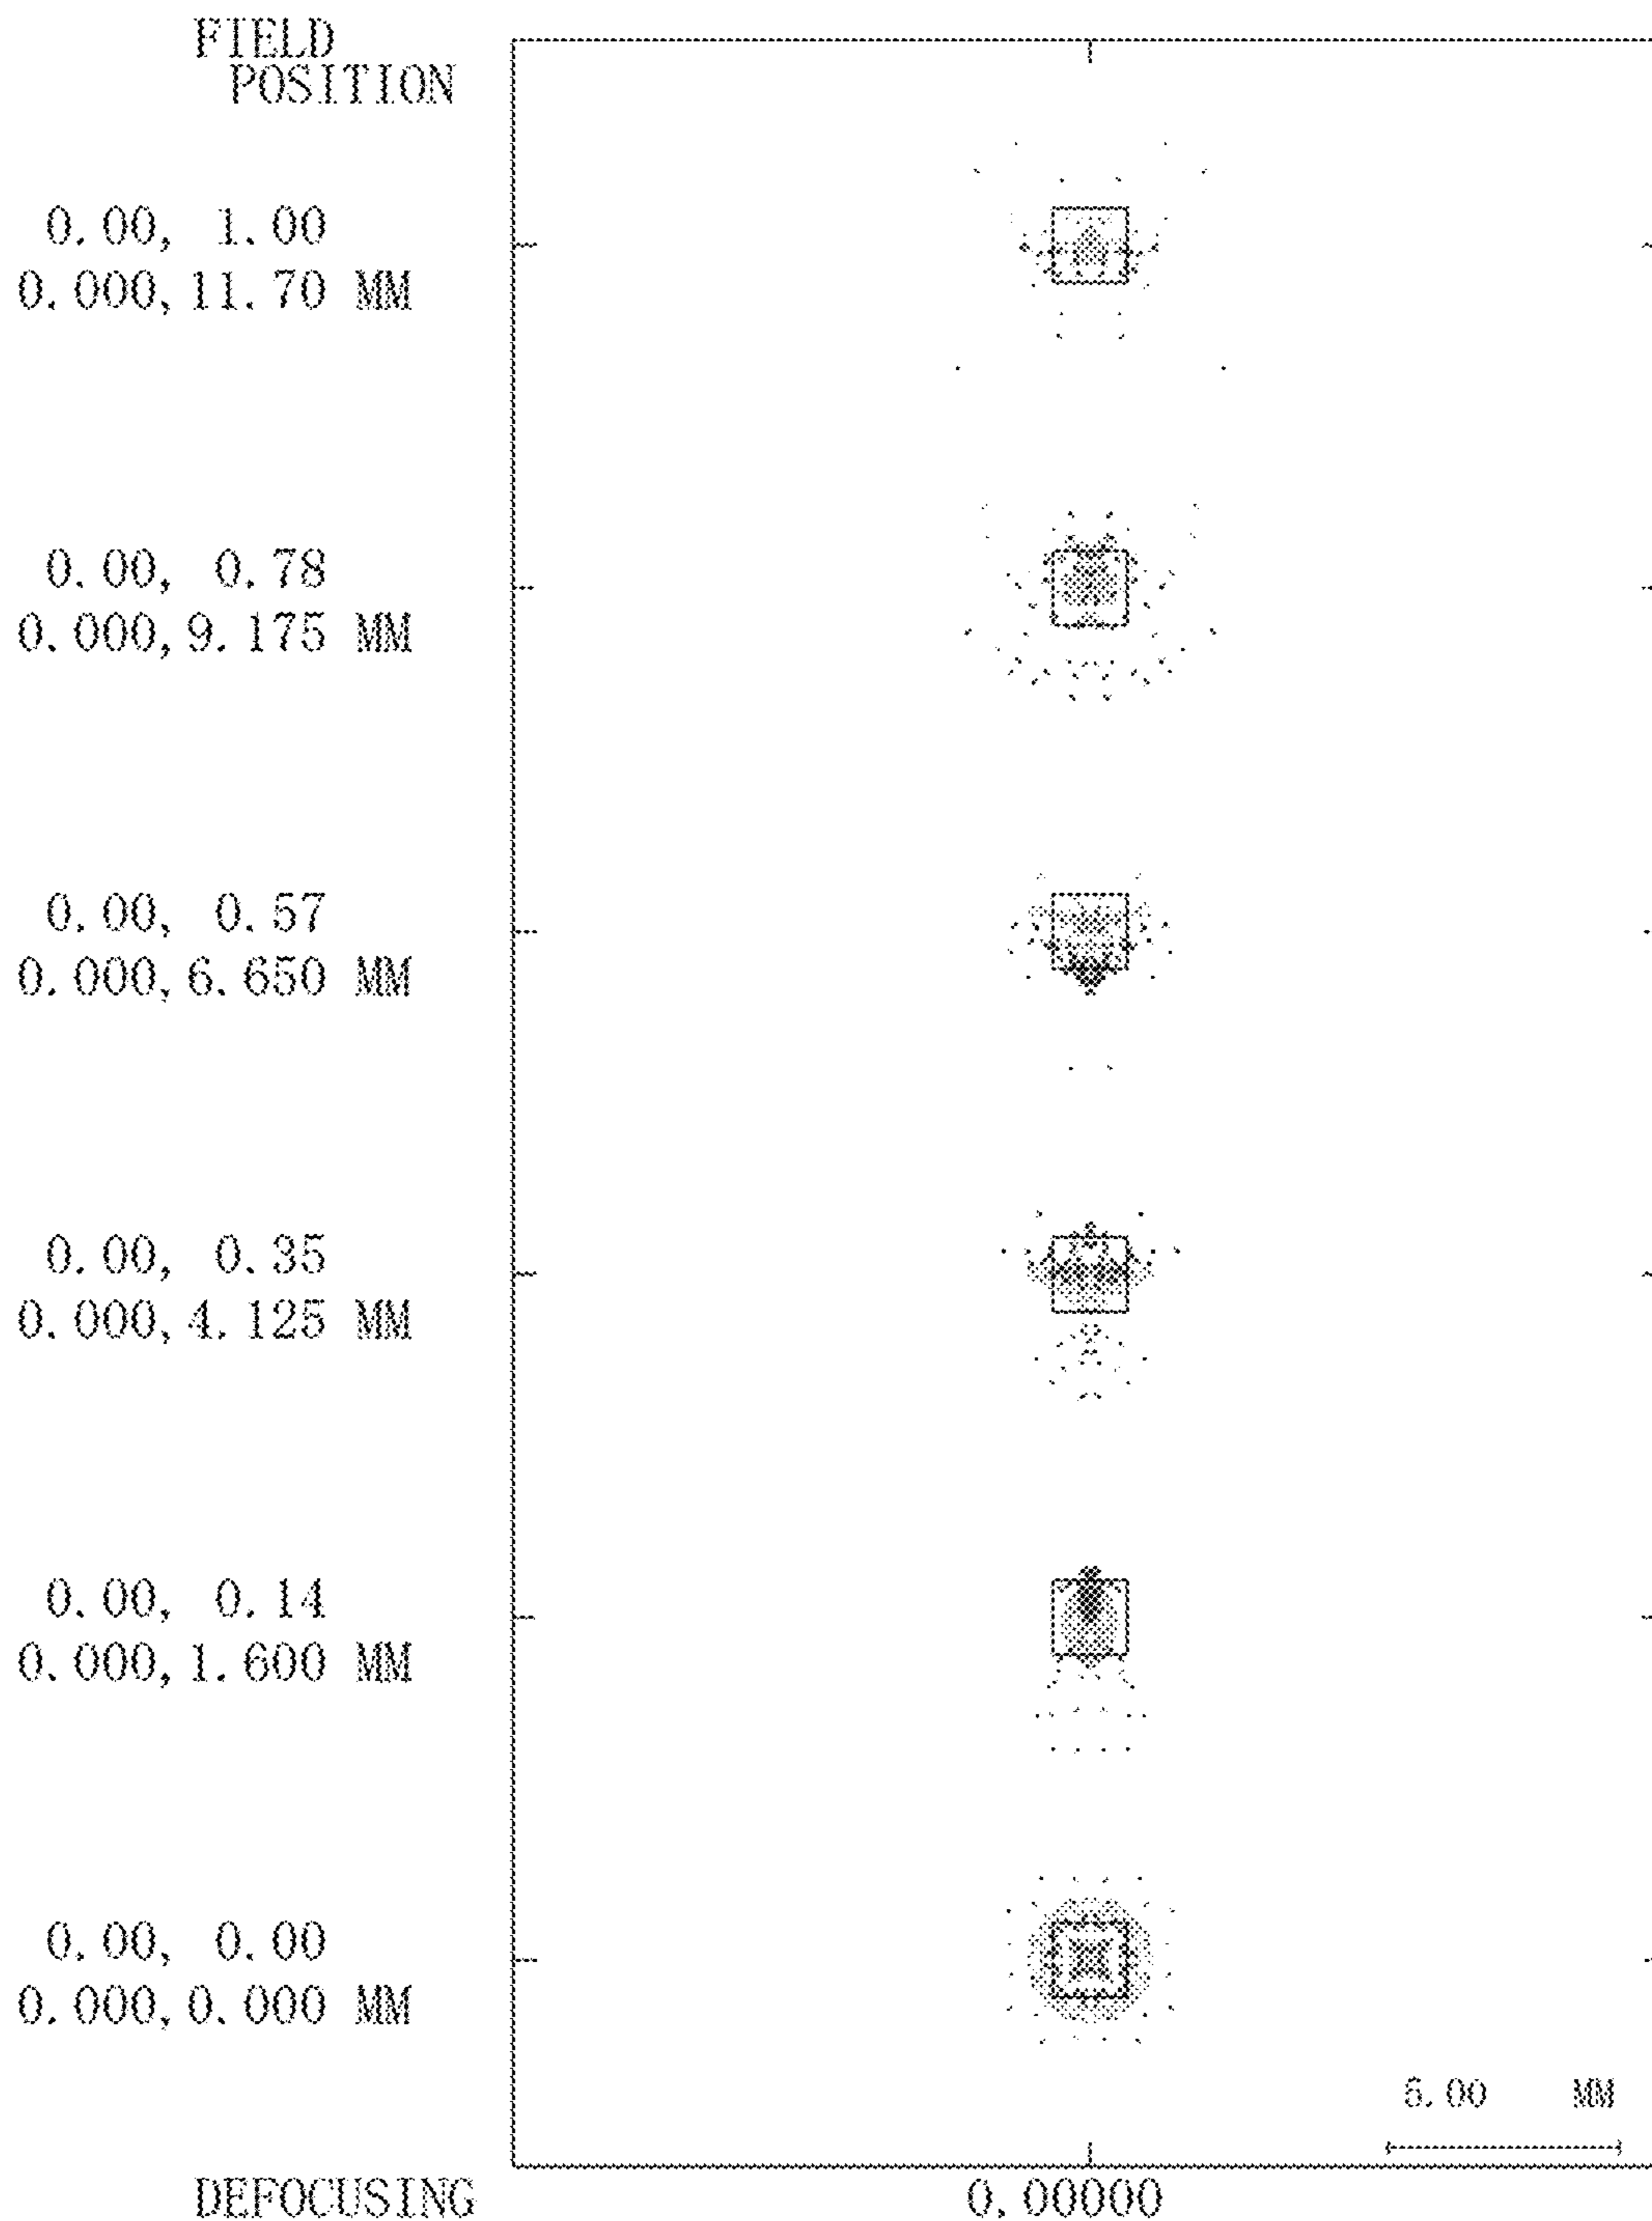 FIELD
POSITION
0.00, 1.00
0.000,11.70 MM
0.00, 0.78
0.000,9.175 MM
0.00, 0.57
0.000,6.650 MM
0.00, 0.35
0.000,4.125 MM
0.00, 0.14
0.000,1.600 MM
0.00, 0.00
0.000,0.000 MM
5.00 MM
DEFOCUSING 0.00000